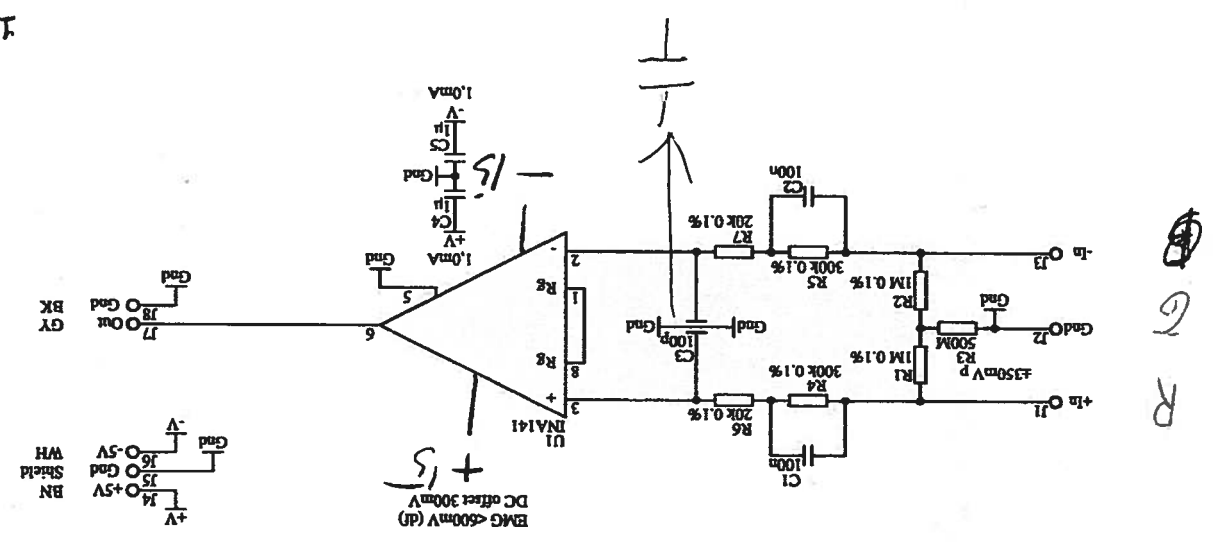 EMG <600mV (df)
DC offset 300mV
+15
+V
J4
+5V
BN
J5
Gnd
Shield
J6
-5V
WH
-V
Gnd
C1
100n
R
J1
+In
R4
300k 0.1%
R6
20k 0.1%
U1
INA141
3
+
8
Rg
1
Rg
2
-
6
5
Gnd
R1
1M 0.1%
±350mVp
R3
500M
J2
Gnd
Gnd
G
R2
1M 0.1%
C3
100p
Gnd
Gnd
J7
Out
GY
J8
Gnd
BK
Gnd
J3
-In
R5
300k 0.1%
R7
20k 0.1%
C2
100n
-15
1,0mA
+V
C4
1µ
Gnd
C5
1µ
-V
1,0mA